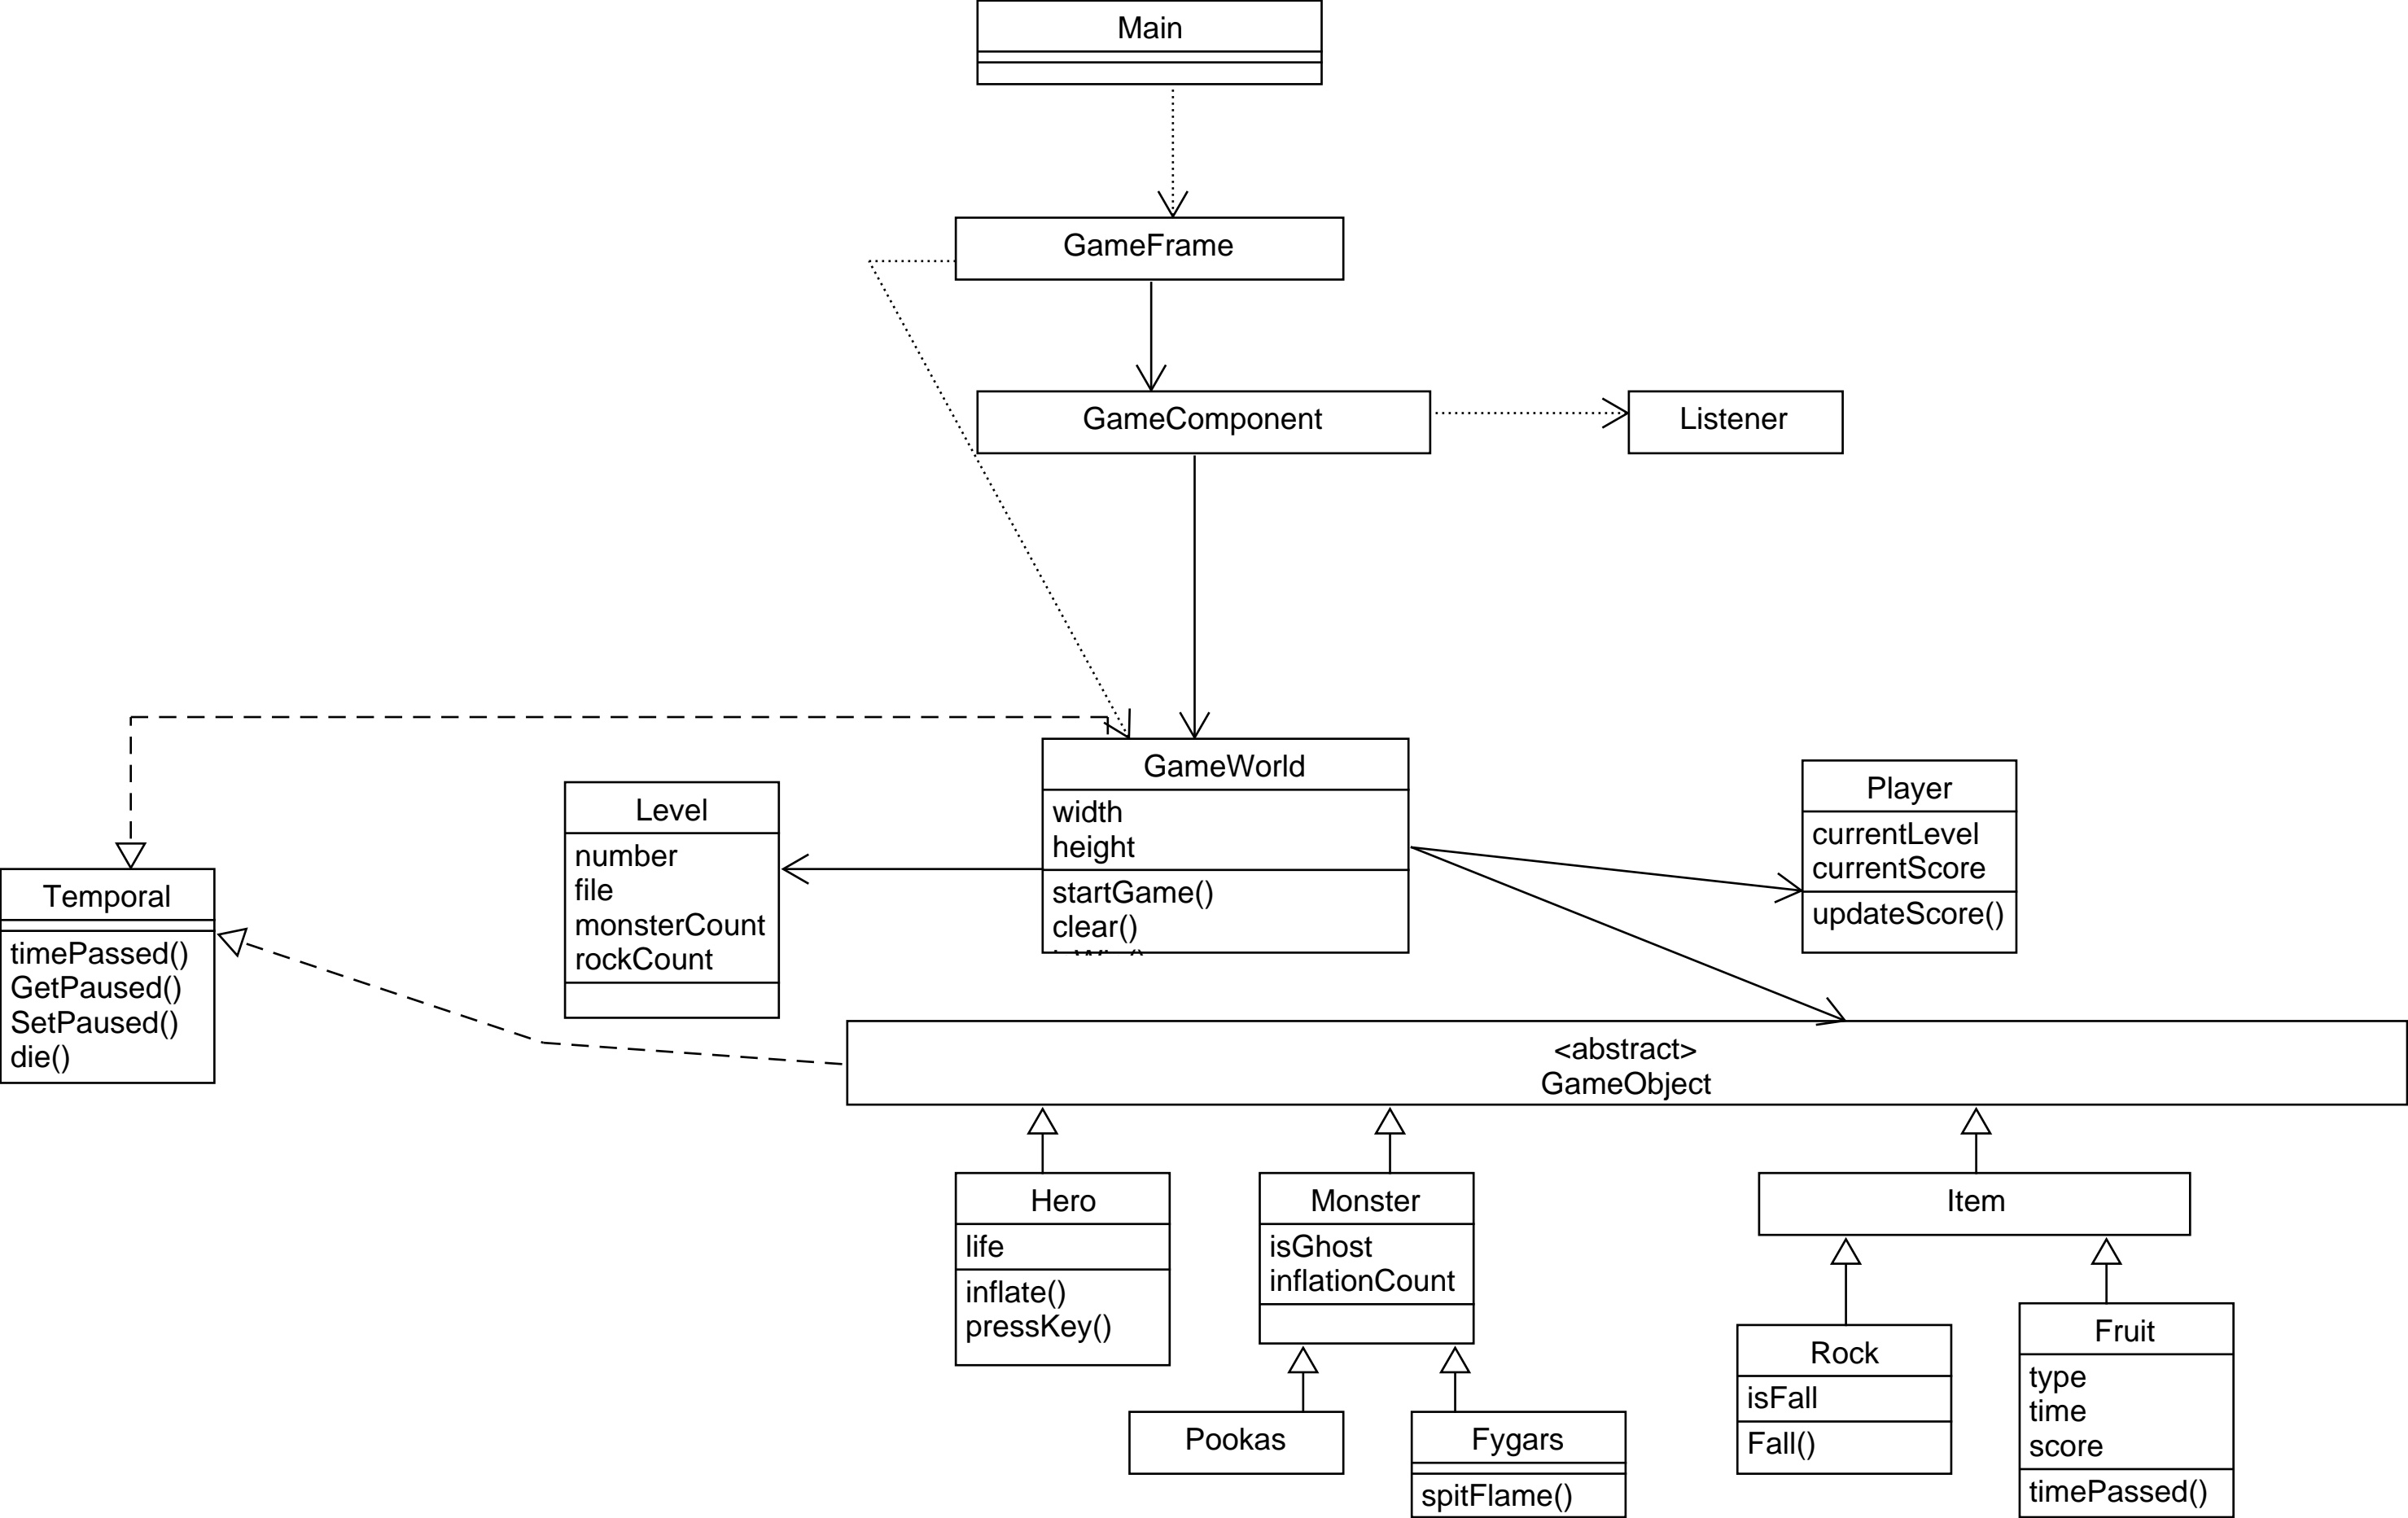 Main
GameFrame
GameComponent
Listener
GameWorld
width
height
startGame()
clear()
Player
currentLevel
currentScore
updateScore()
Level
number
file
monsterCount
rockCount
Temporal
timePassed()
GetPaused()
SetPaused()
die()
<abstract>
GameObject
Hero
life
inflate()
pressKey()
Monster
isGhost
inflationCount
Item
Pookas
Fygars
spitFlame()
Rock
isFall
Fall()
Fruit
type
time
score
timePassed()